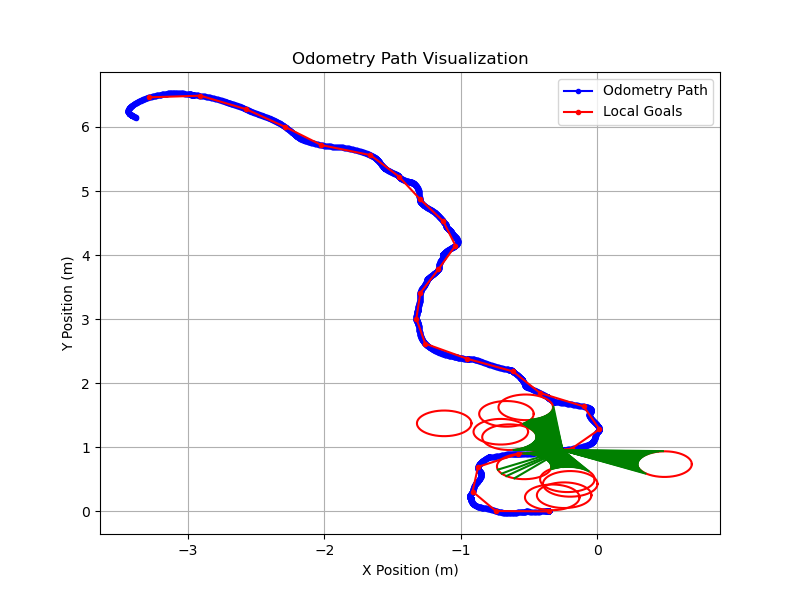 Odometry Path Visualization
Odometry Path
Local Goals
Y Position (m)
6
5
4
3
2
1
0
−3
−2
−1
0
X Position (m)